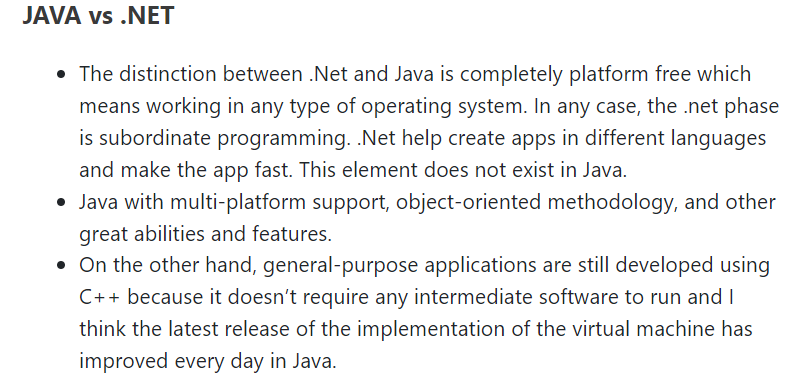 JAVA vs .NET
• The distinction between .Net and Java is completely platform free which
means working in any type of operating system. In any case, the .net phase
is subordinate programming. .Net help create apps in different languages
and make the app fast. This element does not exist in Java.
• Java with multi-platform support, object-oriented methodology, and other
great abilities and features.
• On the other hand, general-purpose applications are still developed using
C++ because it doesn’t require any intermediate software to run and I
think the latest release of the implementation of the virtual machine has
improved every day in Java.